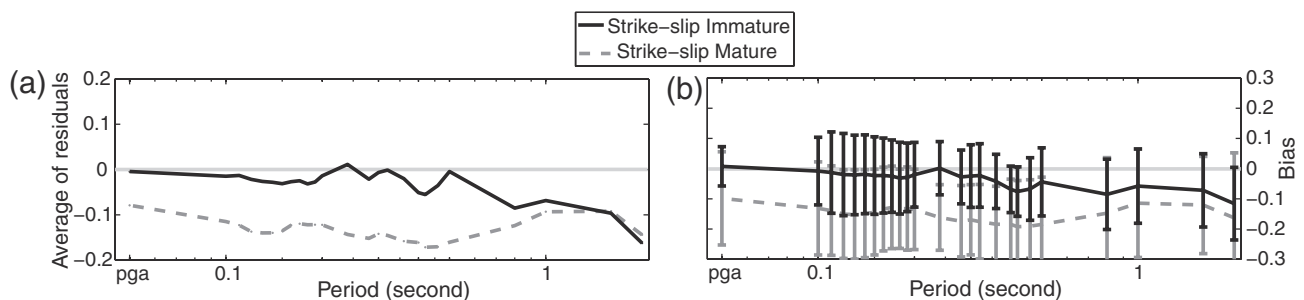 Strike−slip Immature
Strike−slip Mature
(a)
Average of residuals
0.2
0.1
0
−0.1
−0.2
pga
0.1
1
Period (second)
(b)
0.3
0.2
0.1
0
−0.1
−0.2
−0.3
Bias
pga
0.1
1
Period (second)